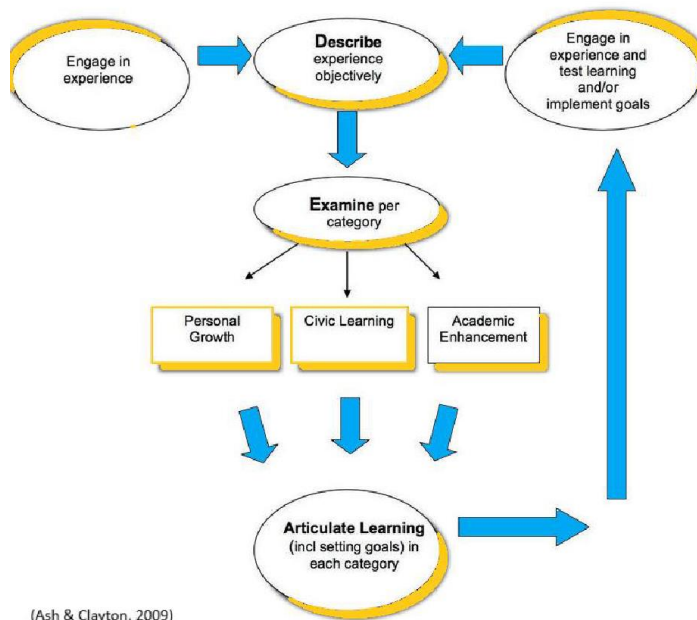 Engage in
experience
Describe
experience
objectively
Engage in
experience and
test learning
and/or
implement goals
Examine per
category
Personal
Growth
Civic Learning
Academic
Enhancement
Articulate Learning
(incl setting goals) in
each category
(Ash & Clayton, 2009)